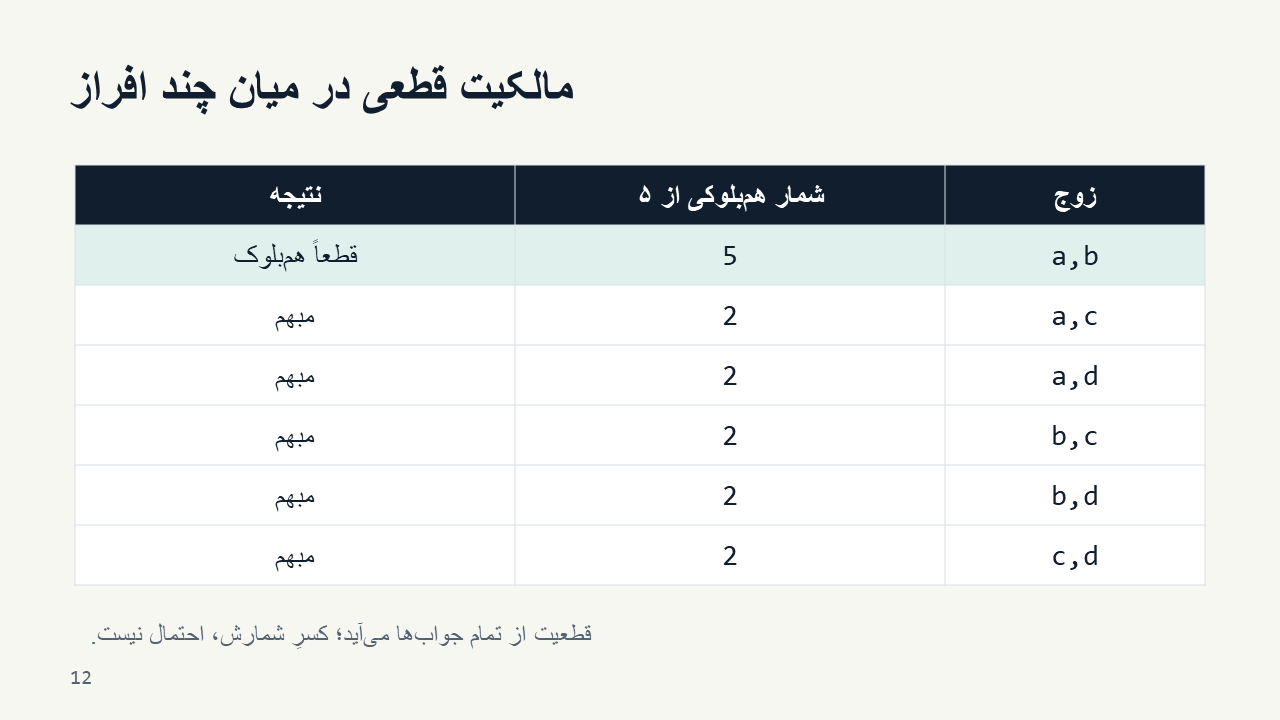 مالکیت قطعی در میان چند افراز
زوج شمار هم‌بلوکی از ۵ نتیجه
a,b 5 قطعاً هم‌بلوک
a,c 2 مبهم
a,d 2 مبهم
b,c 2 مبهم
b,d 2 مبهم
c,d 2 مبهم
قطعیت از تمام جواب‌ها می‌آید؛ کسرِ شمارش، احتمال نیست.
12